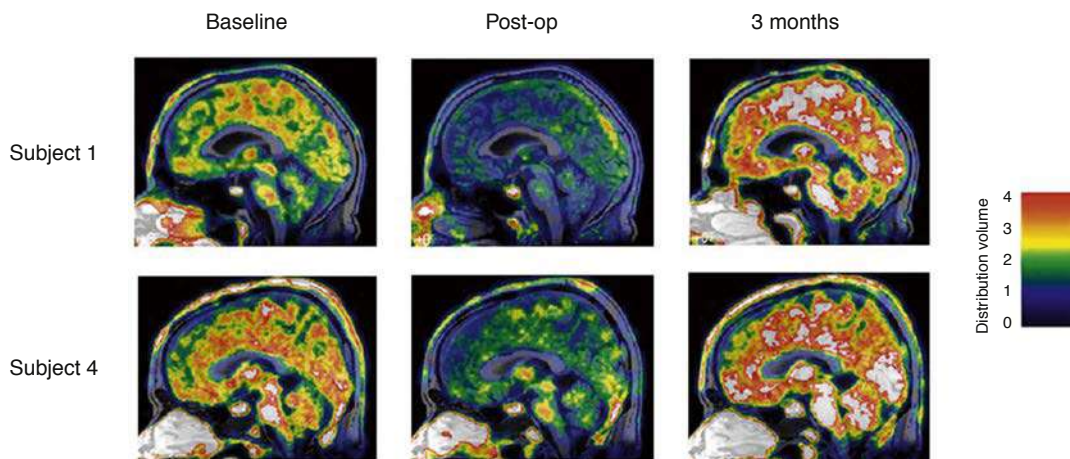 Baseline
Post-op
3 months
Subject 1
Subject 4
Distribution volume
4
3
2
1
0